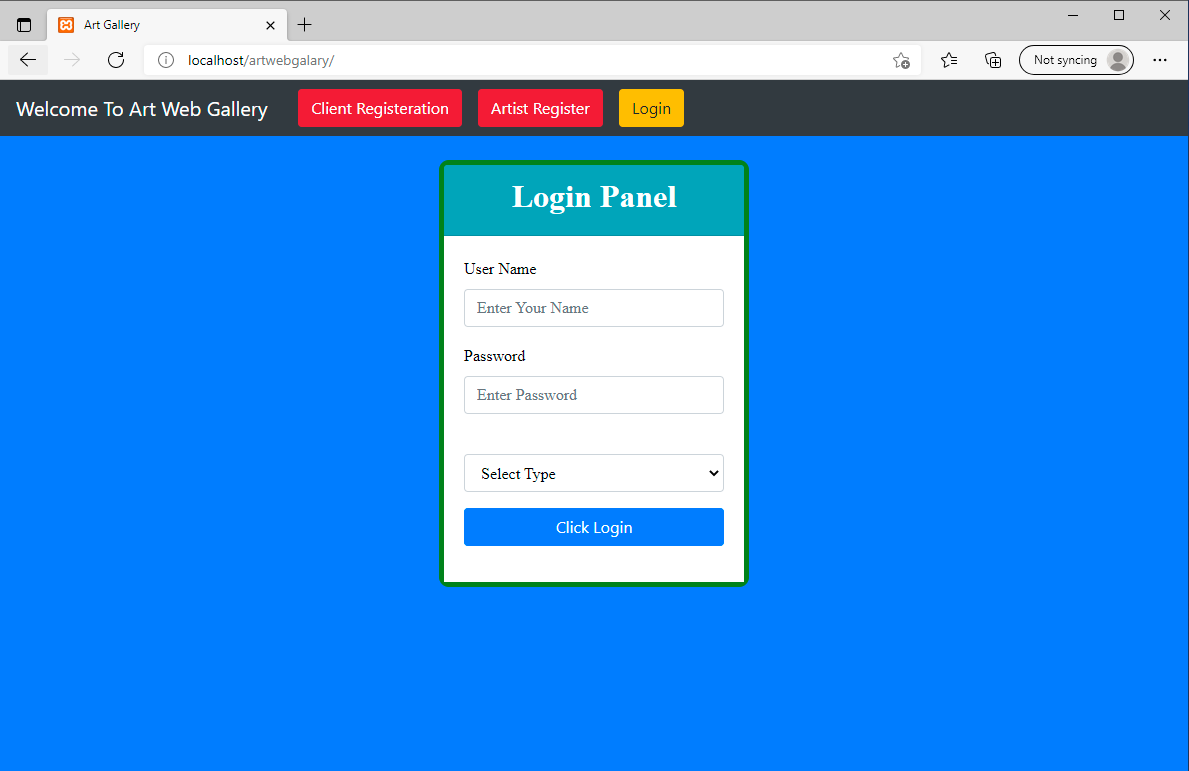 Art Gallery
localhost/artwebgalary/
Not syncing
Welcome To Art Web Gallery Client Registeration Artist Register Login
Login Panel
User Name
Enter Your Name
Password
Enter Password
Select Type
Click Login